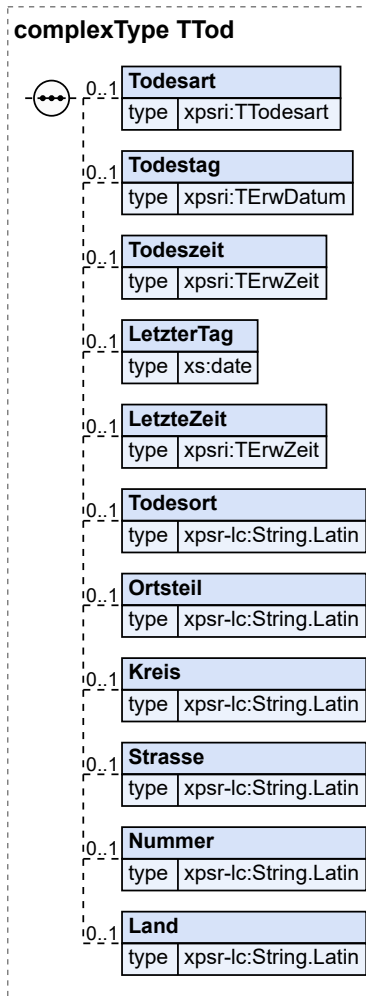 complexType TTod
0..1 Todesart
type xpsri:TTodesart
0..1 Todestag
type xpsri:TErwDatum
0..1 Todeszeit
type xpsri:TErwZeit
0..1 LetzterTag
type xs:date
0..1 LetzteZeit
type xpsri:TErwZeit
0..1 Todesort
type xpsr-lc:String.Latin
0..1 Ortsteil
type xpsr-lc:String.Latin
0..1 Kreis
type xpsr-lc:String.Latin
0..1 Strasse
type xpsr-lc:String.Latin
0..1 Nummer
type xpsr-lc:String.Latin
0..1 Land
type xpsr-lc:String.Latin